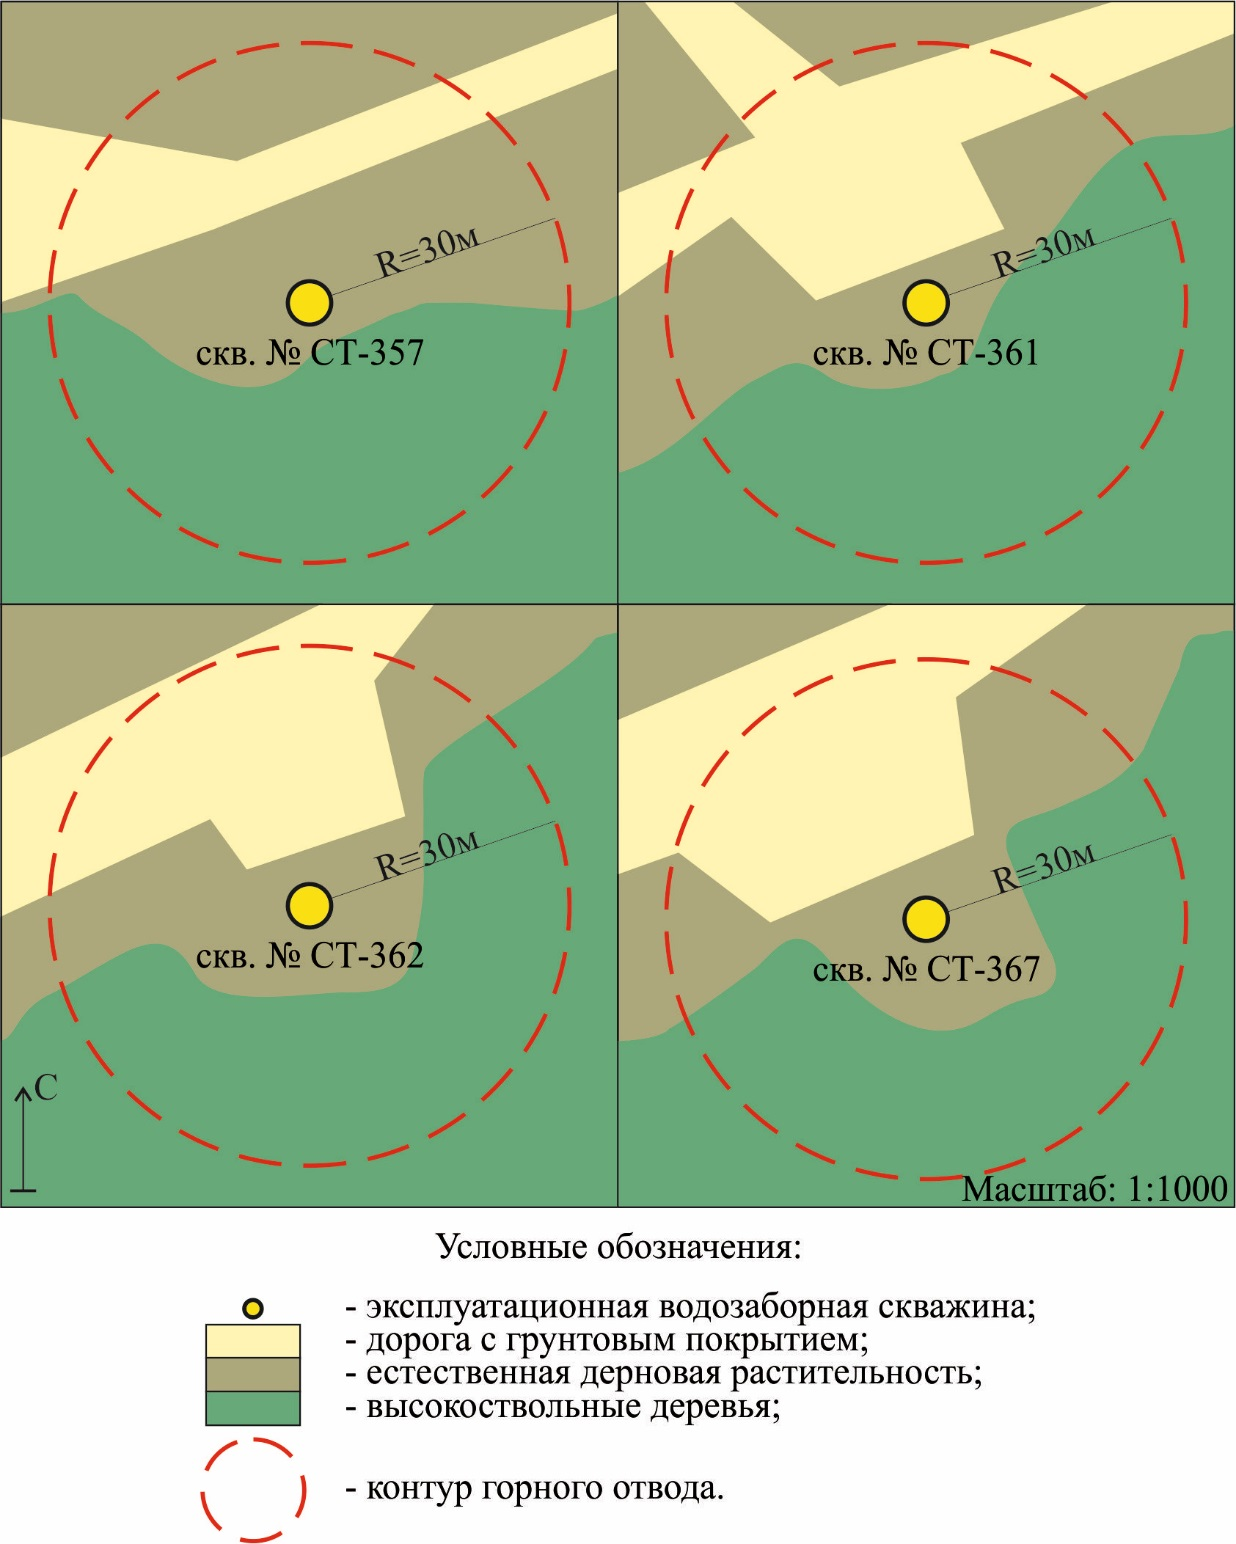 R=30м
скв. № СТ-357
R=30м
скв. № СТ-361
R=30м
скв. № СТ-362
С
R=30м
скв. № СТ-367
Масштаб: 1:1000
Условные обозначения:
- эксплуатационная водозаборная скважина;
- дорога с грунтовым покрытием;
- естественная дерновая растительность;
- высокоствольные деревья;
- контур горного отвода.